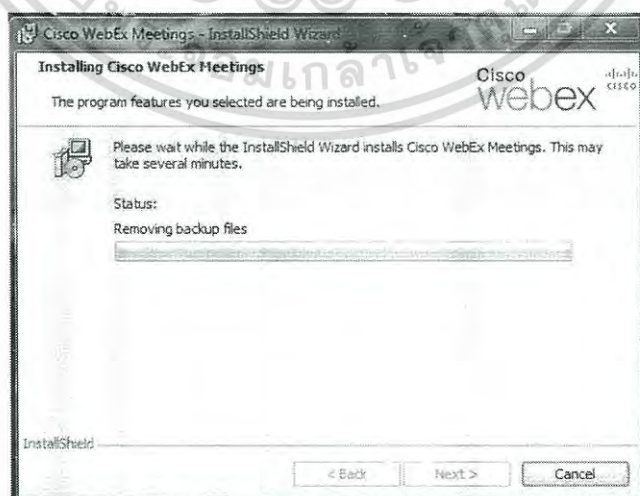 Cisco WebEx Meetings - InstallShield Wizard
Installing Cisco WebEx Meetings
The program features you selected are being installed.
Cisco
webex
cisco
Please wait while the InstallShield Wizard installs Cisco WebEx Meetings. This may
take several minutes.
Status:
Removing backup files
InstallShield
< Back
Next >
Cancel